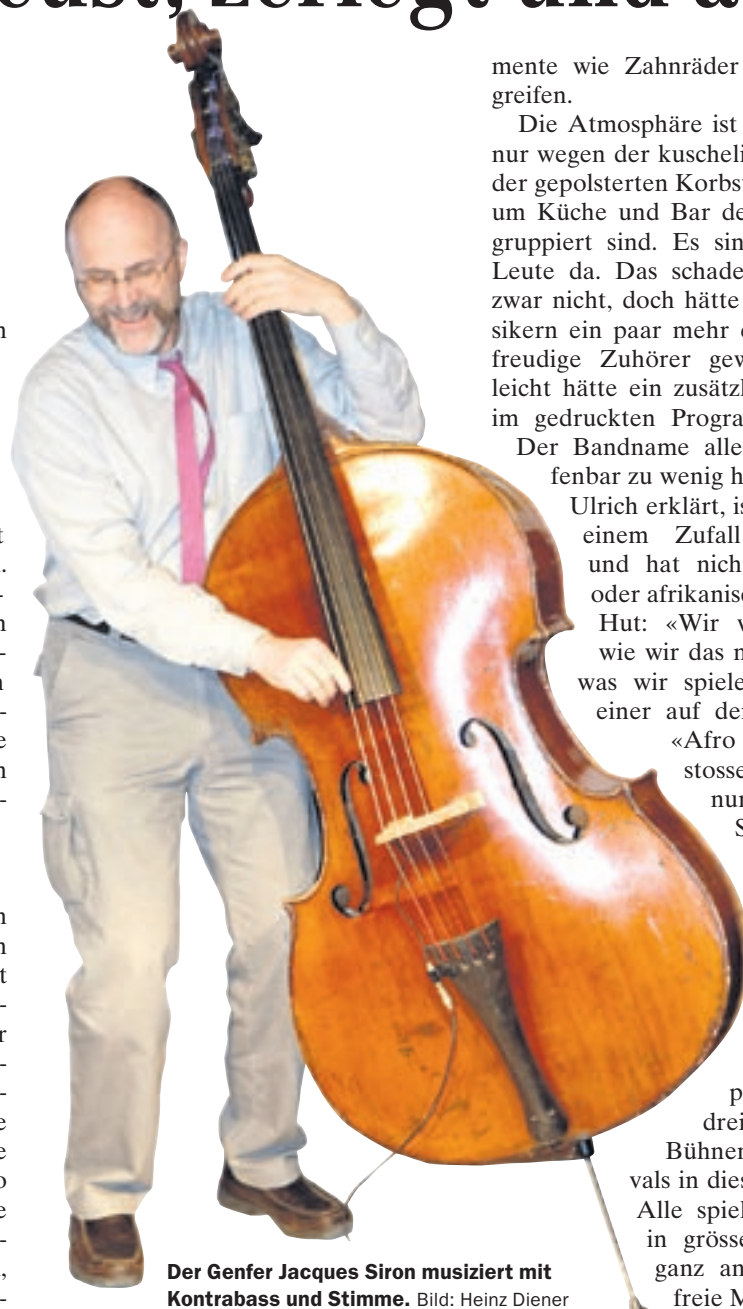 zerlegt und
mente wie Zahnräder
greifen.
Die Atmosphäre ist
nur wegen der kuscheli
der gepolsterten Korbs
um Küche und Bar de
gruppiert sind. Es sin
Leute da. Das schade
zwar nicht, doch hätte
sikern ein paar mehr
freudige Zuhörer gew
leicht hätte ein zusätzl
im gedruckten Progra
Der Bandname alle
fenbar zu wenig h
Ulrich erklärt, is
einem Zufall
und hat nich
oder afrikanis
Hut: «Wir v
wie wir das n
was wir spiele
einer auf de
«Afro
stosse
nur
S
p
drei
Bühnen
vals in dies
Alle spiel
in grösse
ganz an
freie M
Der Genfer Jacques Siron musiziert mit
Kontrabass und Stimme. Bild: Heinz Diener